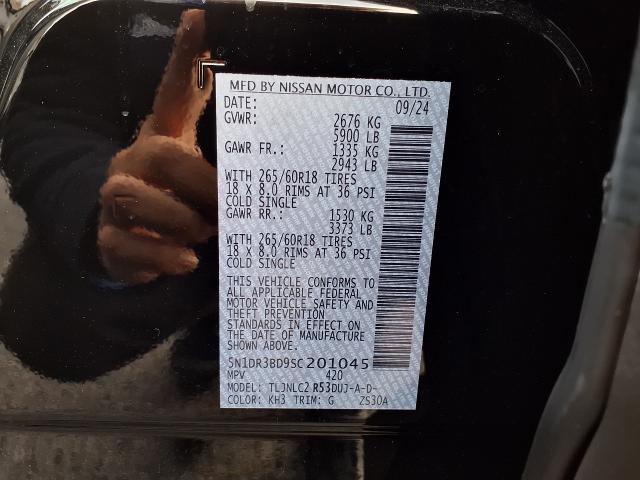 MFD BY NISSAN MOTOR CO., LTD.
DATE: 09/24
GVWR: 2676 KG
5900 LB
GAWR FR.: 1335 KG
2943 LB
WITH 265/60R18 TIRES
18 X 8.0 RIMS AT 36 PSI
COLD SINGLE
GAWR RR.: 1530 KG
3373 LB
WITH 265/60R18 TIRES
18 X 8.0 RIMS AT 36 PSI
COLD SINGLE
THIS VEHICLE CONFORMS TO
ALL APPLICABLE FEDERAL
MOTOR VEHICLE SAFETY AND
THEFT PREVENTION
STANDARDS IN EFFECT ON
THE DATE OF MANUFACTURE
SHOWN ABOVE
5N1DR3BD9SC201045
MPV 420
MODEL: TLJNLC2 R53DUJ-A-D-
COLOR: KH3 TRIM: G ZS30A